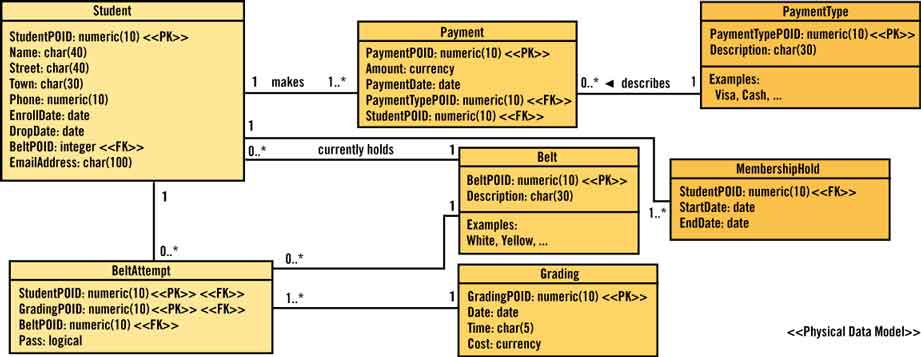 Student
StudentPOID: numeric(10) <<PK>>
Name: char(40)
Street: char(40)
Town: char(30)
Phone: numeric(10)
EnrollDate: date
DropDate: date
BeltPOID: integer <<FK>>
EmailAddress: char(100)
1 makes 1..*
Payment
PaymentPOID: numeric(10) <<PK>>
Amount: currency
PaymentDate: date
PaymentTypePOID: numeric(10) <<FK>>
StudentPOID: numeric(10) <<FK>>
0..* ◄ describes 1
PaymentType
PaymentTypePOID: numeric(10) <<PK>>
Description: char(30)
Examples:
Visa, Cash, ...
1
0..* currently holds 1
Belt
BeltPOID: numeric(10) <<PK>>
Description: char(30)
Examples:
White, Yellow, ...
1..*
MembershipHold
StudentPOID: numeric(10) <<FK>>
StartDate: date
EndDate: date
1
0..*
0..*
1
BeltAttempt
StudentPOID: numeric(10) <<PK>> <<FK>>
GradingPOID: numeric(10) <<PK>> <<FK>>
BeltPOID: numeric(10) <<FK>>
Pass: logical
1..* 1
Grading
GradingPOID: numeric(10) <<PK>>
Date: date
Time: char(5)
Cost: currency
<<Physical Data Model>>